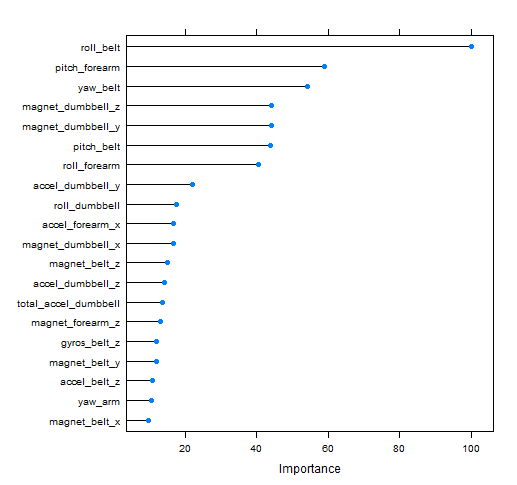 roll_belt
pitch_forearm
yaw_belt
magnet_dumbbell_z
magnet_dumbbell_y
pitch_belt
roll_forearm
accel_dumbbell_y
roll_dumbbell
accel_forearm_x
magnet_dumbbell_x
magnet_belt_z
accel_dumbbell_z
total_accel_dumbbell
magnet_forearm_z
gyros_belt_z
magnet_belt_y
accel_belt_z
yaw_arm
magnet_belt_x
20 40 60 80 100
Importance